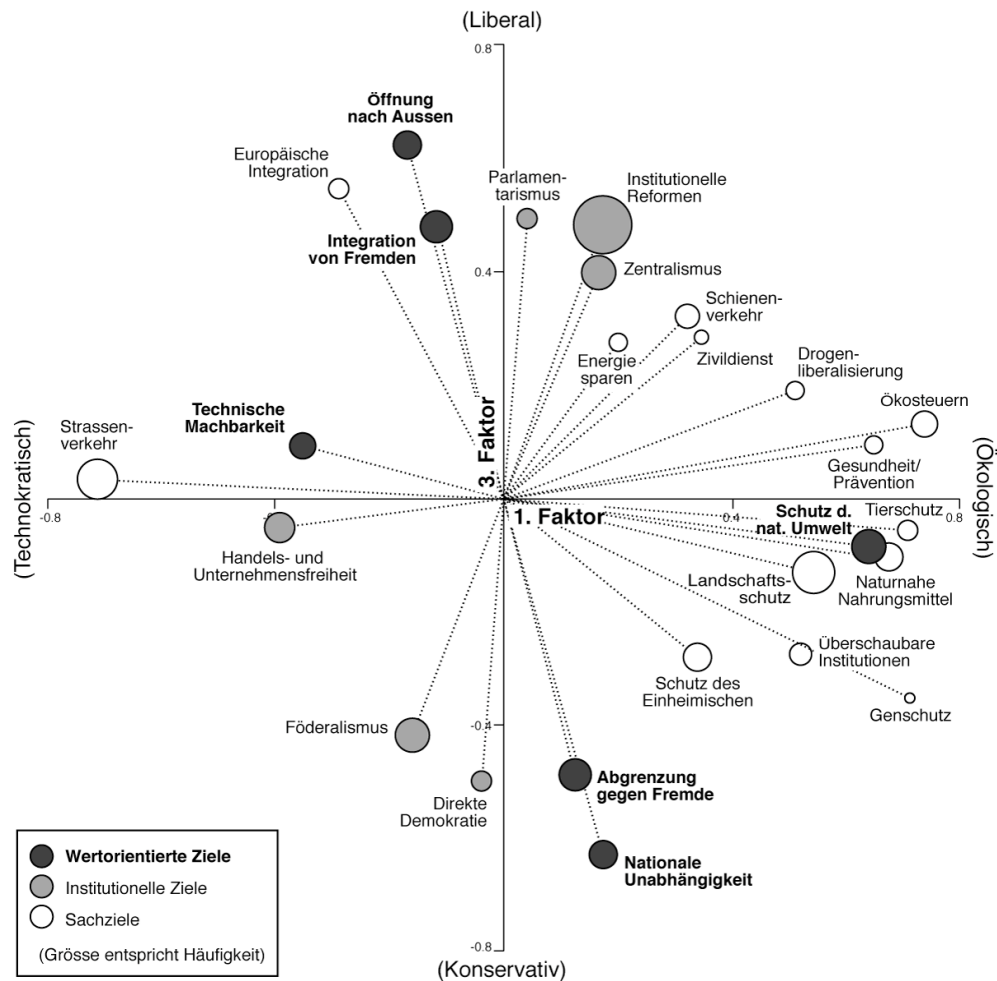 (Liberal)
0.8
Öffnung
nach Aussen
Europäische
Integration
Parlamen-
tarismus
Institutionelle
Reformen
Integration
von Fremden
0.4
Zentralismus
Schienen-
verkehr
Energie
sparen
Zivildienst
Drogen-
liberalisierung
Ökosteuern
Technische
Machbarkeit
Strassen-
verkehr
3. Faktor
Gesundheit/
Prävention
(Technokratisch)
(Ökologisch)
-0.8
0.4
0.8
1. Faktor
Schutz d.
nat. Umwelt
Tierschutz
Handels- und
Unternehmensfreiheit
Landschafts-
schutz
Naturnahe
Nahrungsmittel
Überschaubare
Institutionen
Schutz des
Einheimischen
Genschutz
Föderalismus
-0.4
Abgrenzung
gegen Fremde
Direkte
Demokratie
Nationale
Unabhängigkeit
Wertorientierte Ziele
Institutionelle Ziele
Sachziele
(Grösse entspricht Häufigkeit)
-0.8
(Konservativ)